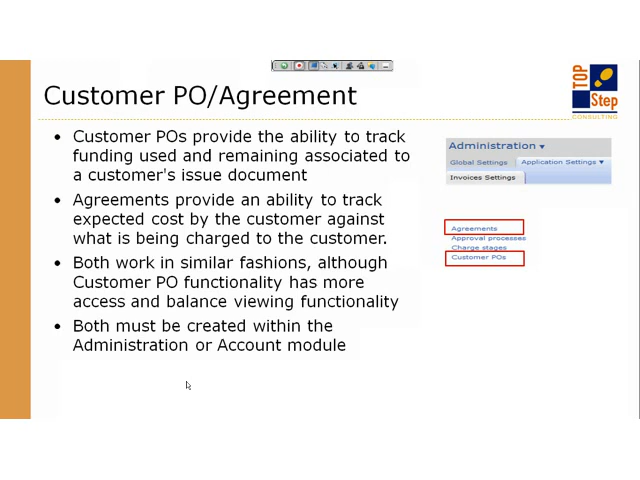 Customer PO/Agreement
TOP
Step
CONSULTING
• Customer POs provide the ability to track
funding used and remaining associated to
a customer's issue document
• Agreements provide an ability to track
expected cost by the customer against
what is being charged to the customer.
• Both work in similar fashions, although
Customer PO functionality has more
access and balance viewing functionality
• Both must be created within the
Administration or Account module
Administration
Global Settings Application Settings
Invoices Settings
Agreements
Approval processes
Charge stages
Customer POs